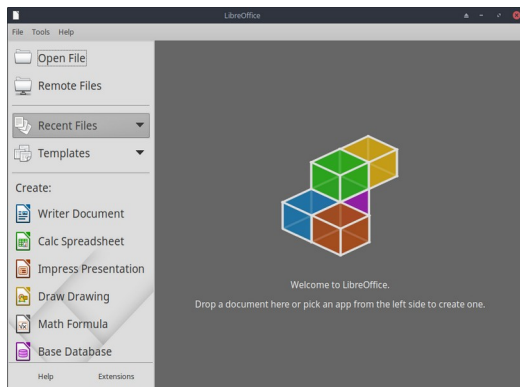 LibreOffice
File Tools Help
Open File
Remote Files
Recent Files
Templates
Create:
Writer Document
Calc Spreadsheet
Impress Presentation
Draw Drawing
Math Formula
Base Database
Help Extensions
Welcome to LibreOffice.
Drop a document here or pick an app from the left side to create one.